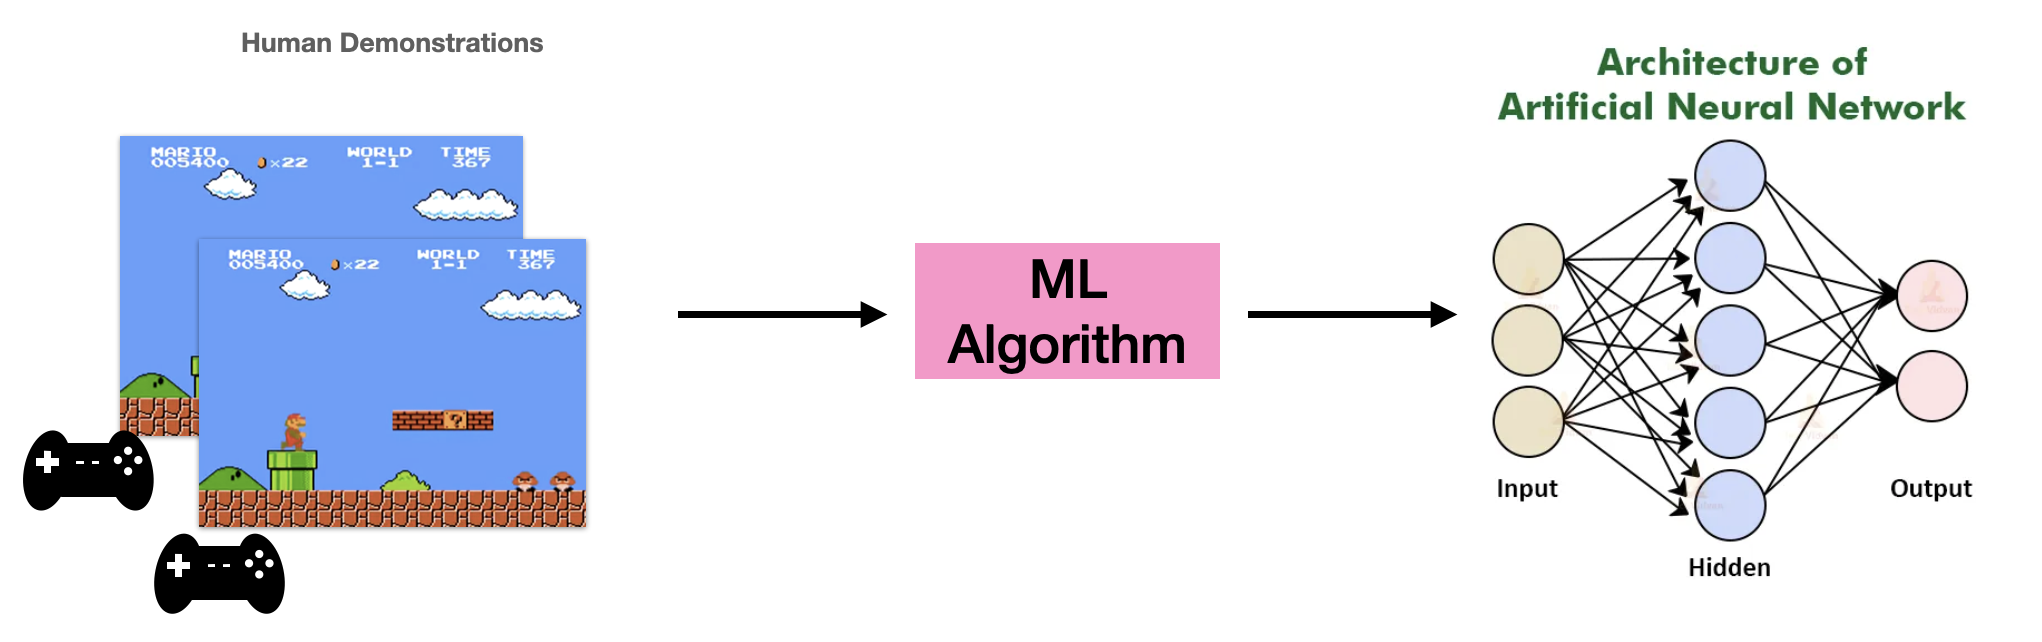 Human Demonstrations
MARIO
005400 ×22
WORLD
1-1
TIME
367
MARIO
005400 ×22
WORLD
1-1
TIME
367
?
ML
Algorithm
Architecture of
Artificial Neural Network
Input
Hidden
Output